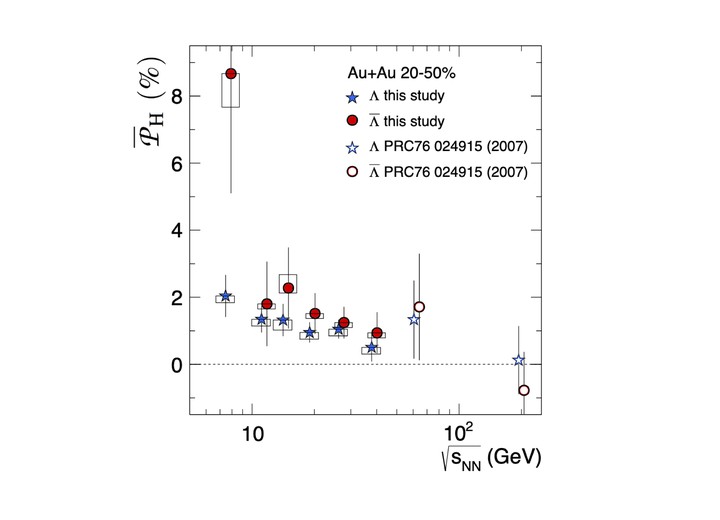 Au+Au 20-50%
Λ this study
Λ̅ this study
Λ PRC76 024915 (2007)
Λ̅ PRC76 024915 (2007)
𝒫̅H (%)
8
6
4
2
0
10
10²
√sNN (GeV)